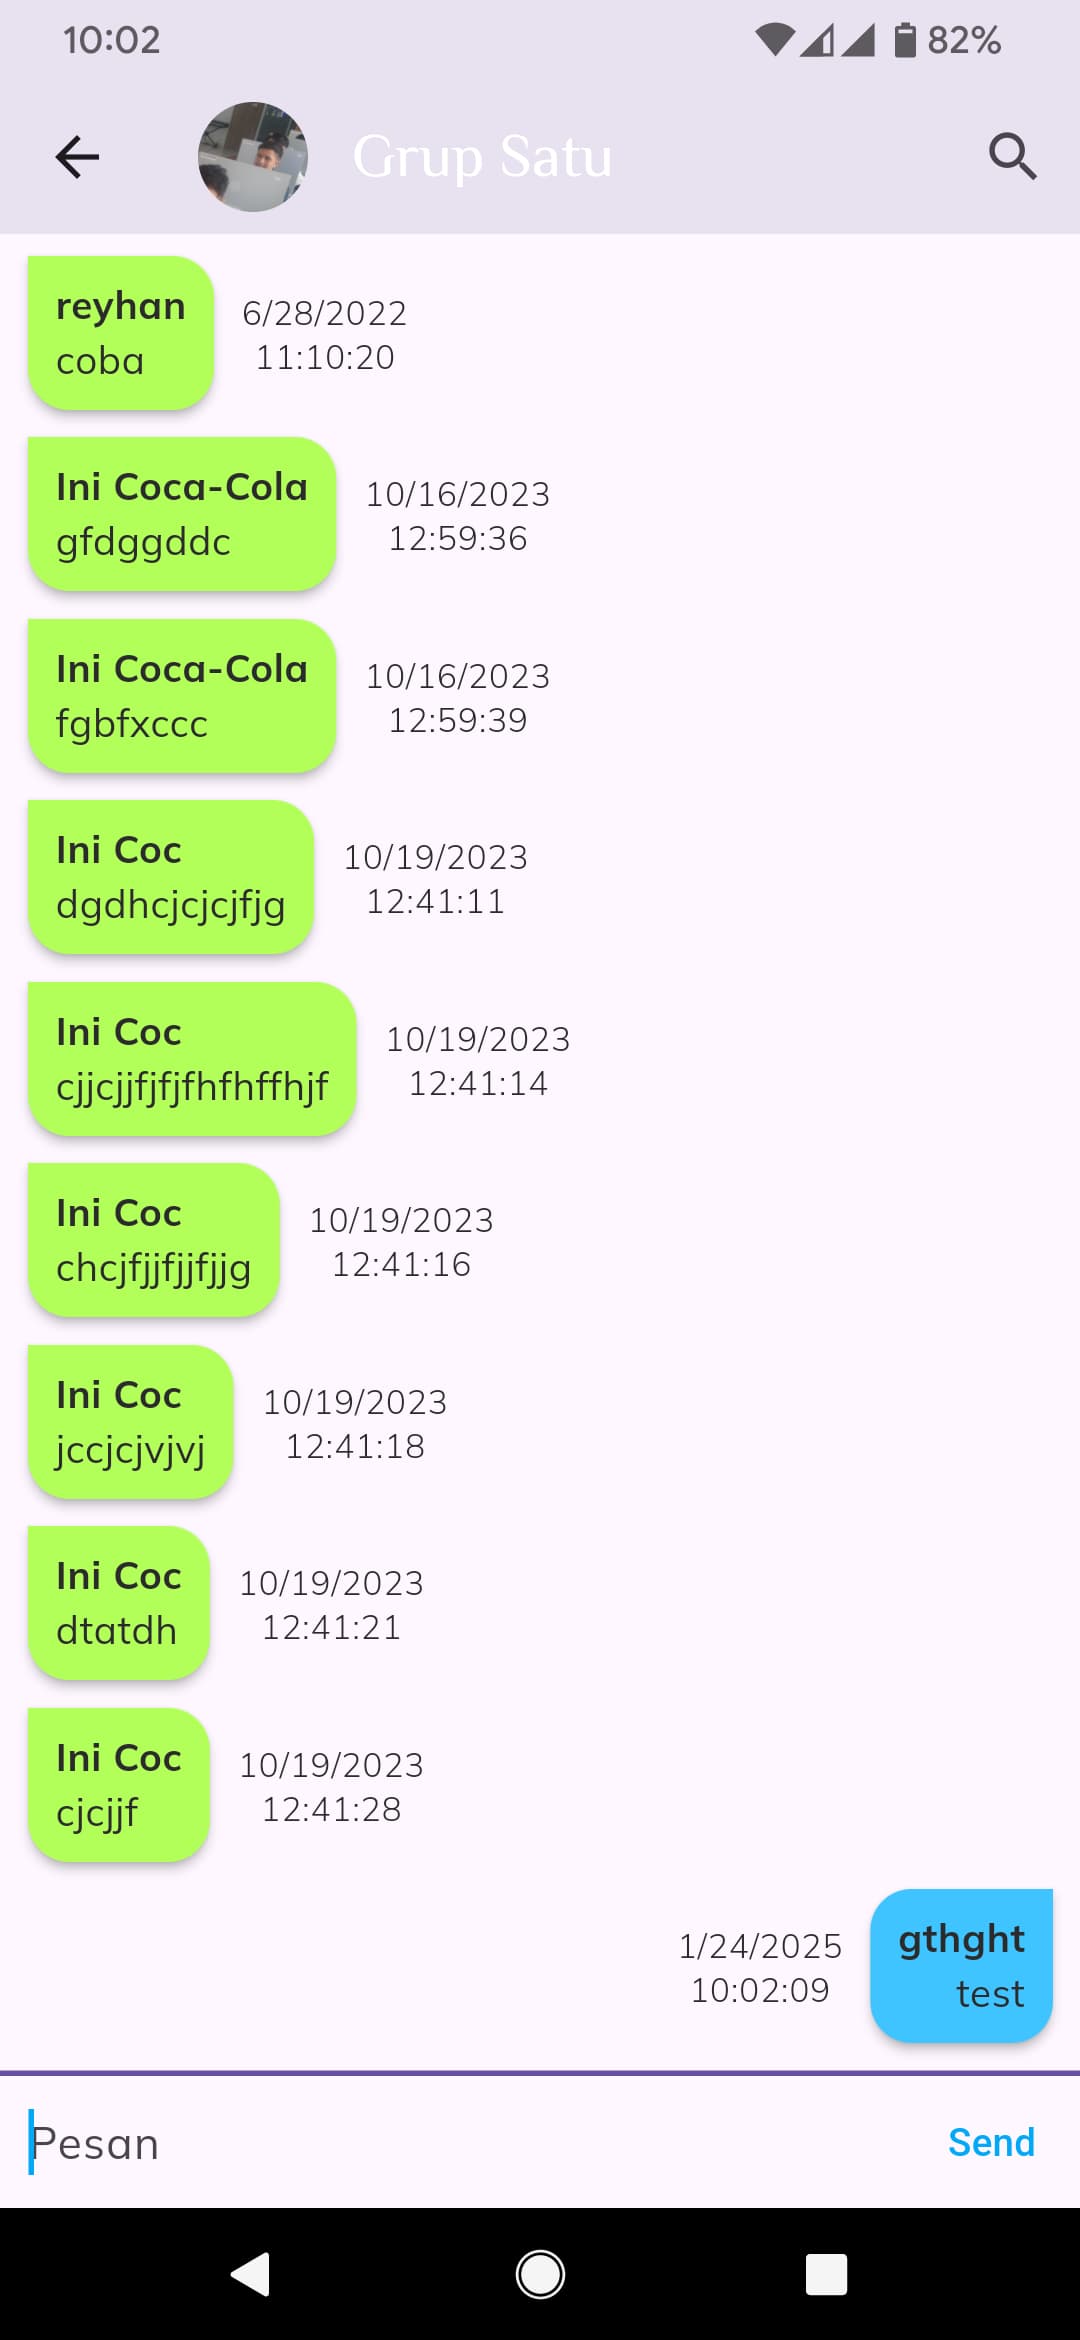 10:02
82%
Grup Satu
reyhan
coba
6/28/2022
11:10:20
Ini Coca-Cola
gfdggddc
10/16/2023
12:59:36
Ini Coca-Cola
fgbfxccc
10/16/2023
12:59:39
Ini Coc
dgdhcjcjcjfjg
10/19/2023
12:41:11
Ini Coc
cjjcjjfjfjfhfhffhjf
10/19/2023
12:41:14
Ini Coc
chcjfjjfjjfjjg
10/19/2023
12:41:16
Ini Coc
jccjcjvjvj
10/19/2023
12:41:18
Ini Coc
dtatdh
10/19/2023
12:41:21
Ini Coc
cjcjjf
10/19/2023
12:41:28
1/24/2025
10:02:09
gthght
test
Pesan
Send